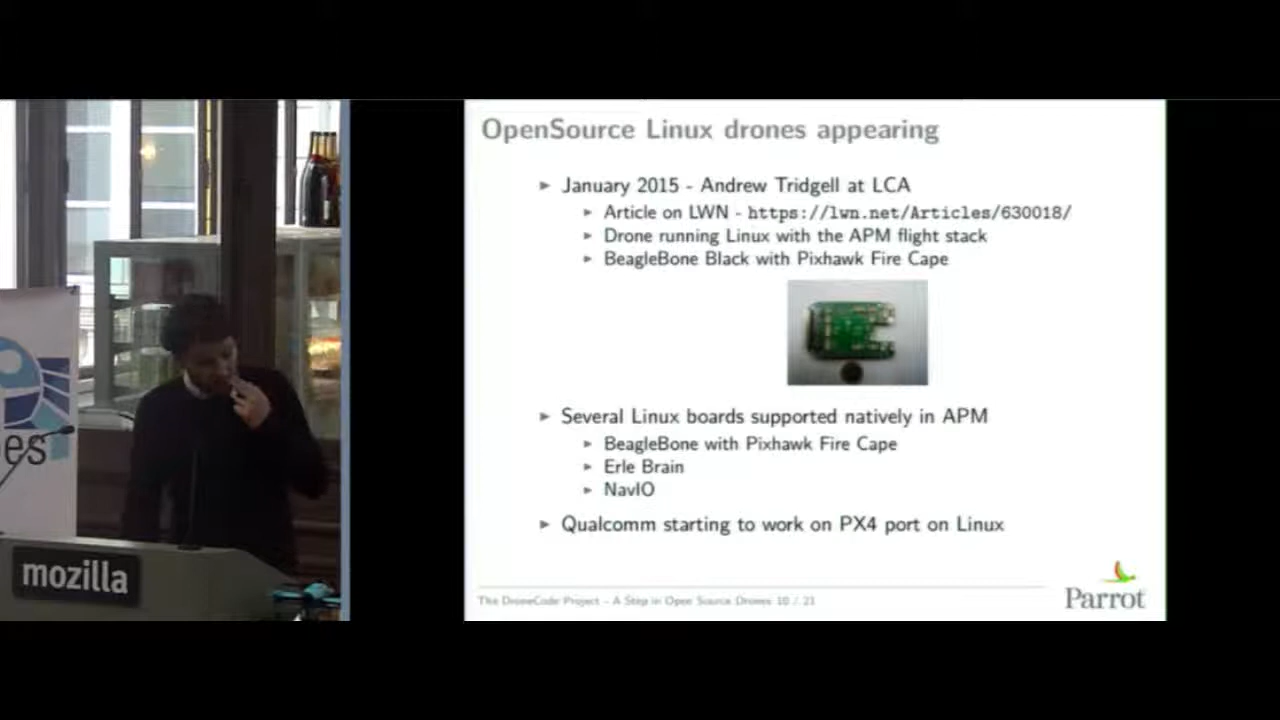 OpenSource Linux drones appearing
January 2015 - Andrew Tridgell at LCA
Article on LWN - https://lwn.net/Articles/630018/
Drone running Linux with the APM flight stack
BeagleBone Black with Pixhawk Fire Cape
Several Linux boards supported natively in APM
BeagleBone with Pixhawk Fire Cape
Erle Brain
NavIO
Qualcomm starting to work on PX4 port on Linux
The DroneCode Project - A Step in Open Source Drones 10 / 21
Parrot
es
mozilla